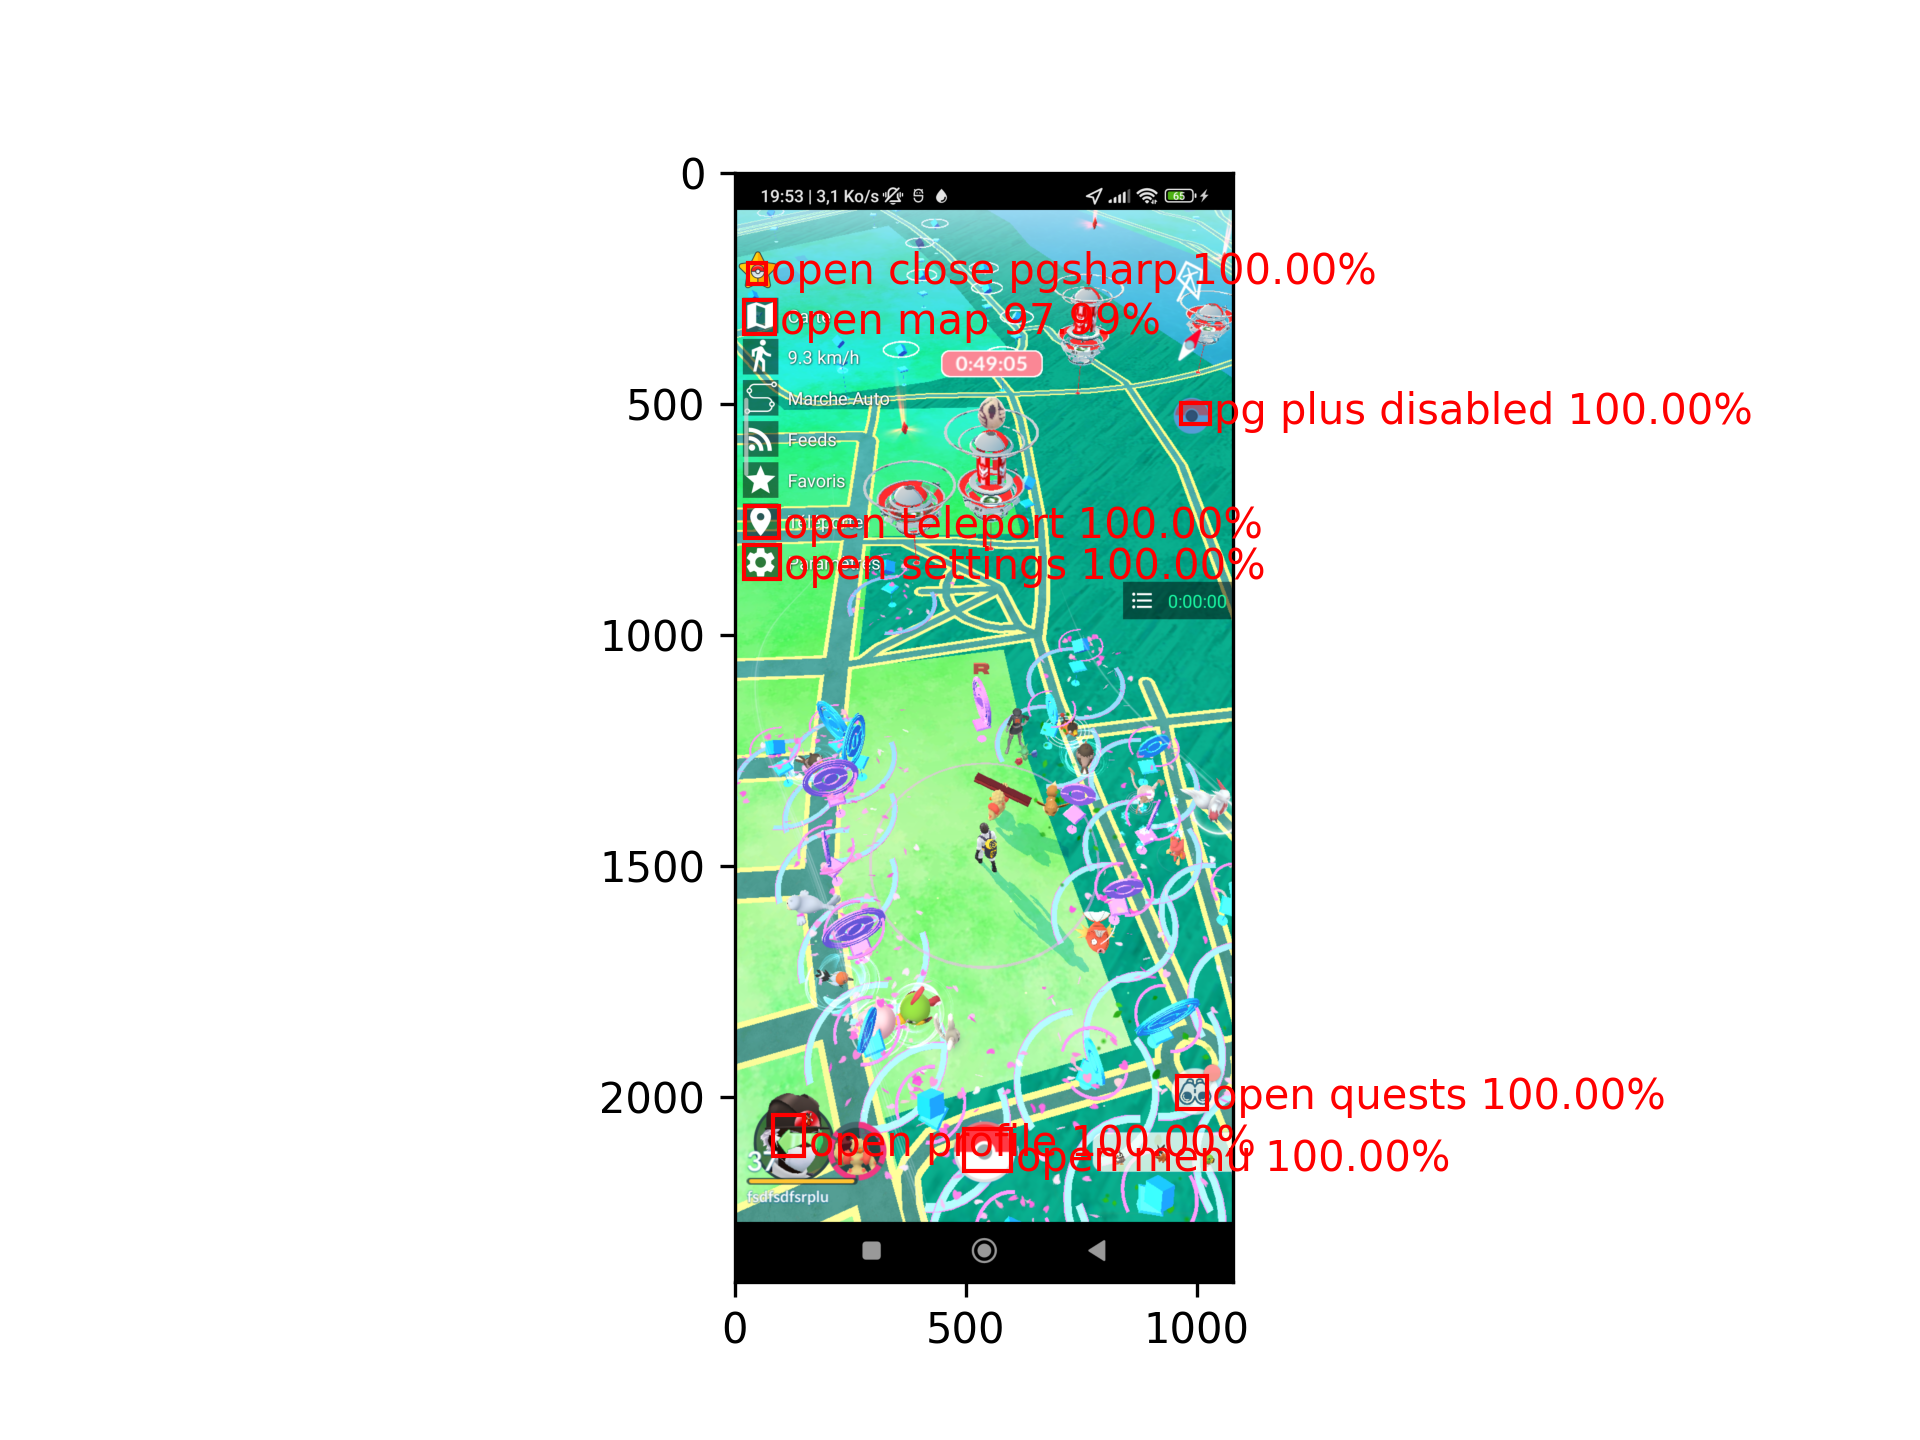 0
19:53 | 3,1 Ko/s
65
open close pgsharp 100.00%
open map 97.99%
9.3 km/h
0:49:05
500
Marche Auto
pg plus disabled 100.00%
Feeds
Favoris
open teleport 100.00%
open settings 100.00%
0:00:00
1000
R
1500
2000
open quests 100.00%
open profile 100.00%
open menu 100.00%
fsdfsdfsrplu
0
500
1000